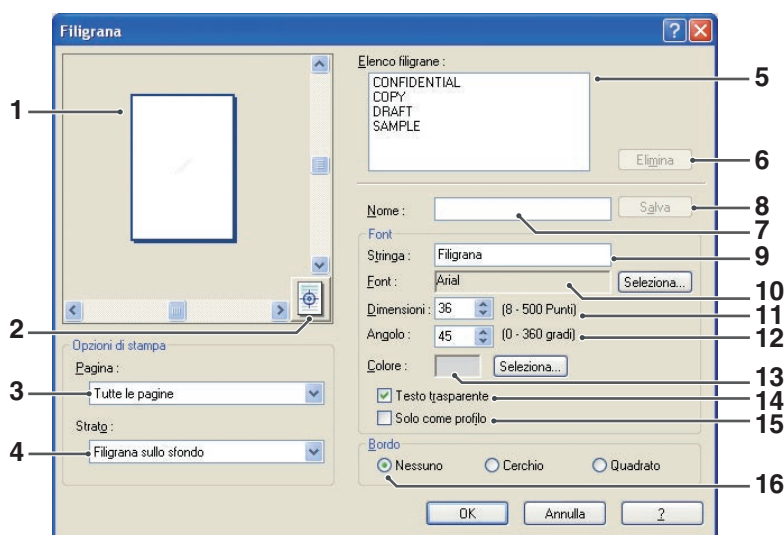 Filigrana
1
2
Opzioni di stampa
Pagina :
3
Tutte le pagine
Strato :
4
Filigrana sullo sfondo
Elenco filigrane :
CONFIDENTIAL
COPY
DRAFT
SAMPLE
5
Elimina
6
Nome :
Salva
8
7
Font
Stringa :
Filigrana
9
Font :
Arial
Seleziona...
10
Dimensioni :
36
(8 - 500 Punti)
11
Angolo :
45
(0 - 360 gradi)
12
Colore :
Seleziona...
13
Testo trasparente
14
Solo come profilo
15
Bordo
Nessuno
Cerchio
Quadrato
16
OK
Annulla
?